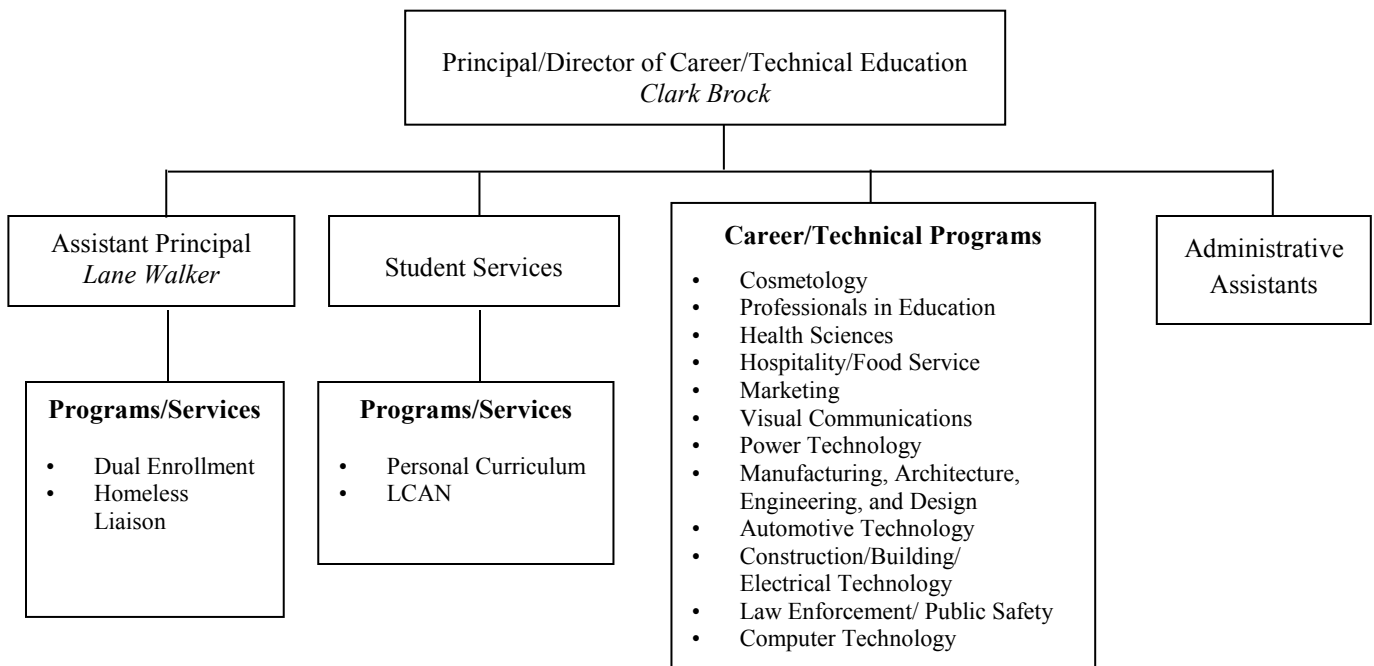 Principal/Director of Career/Technical Education
Clark Brock
Assistant Principal
Lane Walker
Student Services
Career/Technical Programs
• Cosmetology
• Professionals in Education
• Health Sciences
• Hospitality/Food Service
• Marketing
• Visual Communications
• Power Technology
• Manufacturing, Architecture,
Engineering, and Design
• Automotive Technology
• Construction/Building/
Electrical Technology
• Law Enforcement/ Public Safety
• Computer Technology
Administrative
Assistants
Programs/Services
• Dual Enrollment
• Homeless
Liaison
Programs/Services
• Personal Curriculum
• LCAN